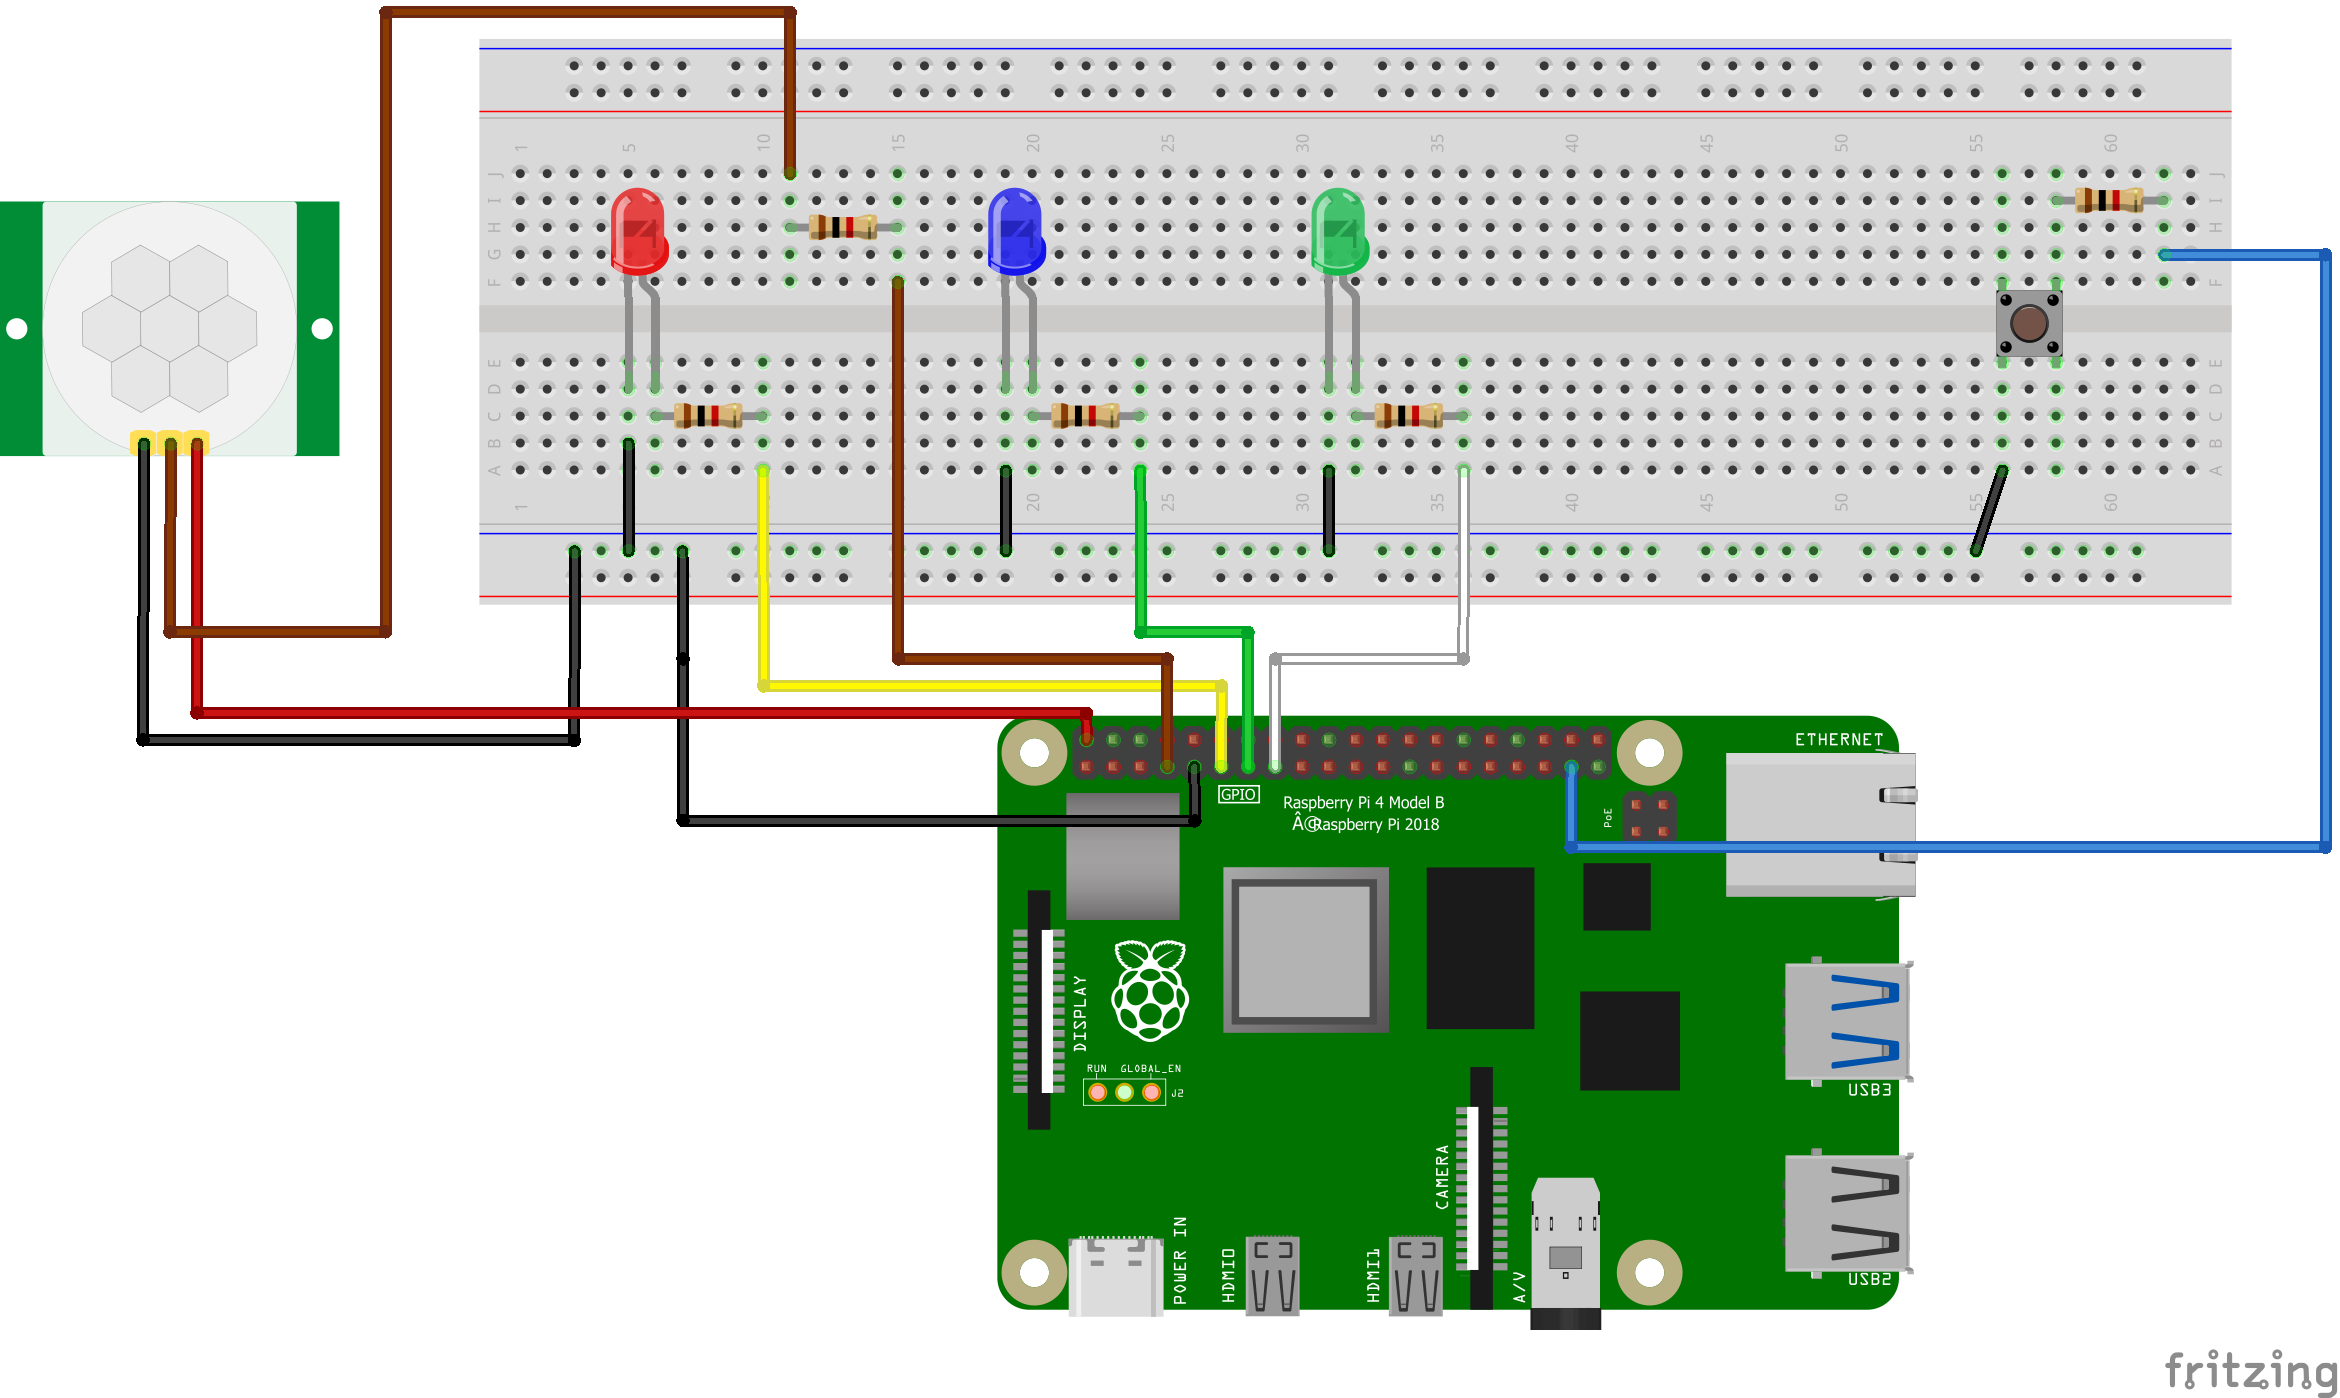 1 5 10 15 20 25 30 35 40 45 50 55 60
J J
I I
H H
G G
F F
E E
D D
C C
B B
A A
1 20 25 30 35 40 45 50 55 60
ETHERNET
GPIO
Raspberry Pi 4 Model B
Â©Raspberry Pi 2018
PoE
DISPLAY
RUN GLOBAL_EN
J2
USB3
CAMERA
POWER IN
HDMI0
HDMI1
A/V
USB2
fritzing